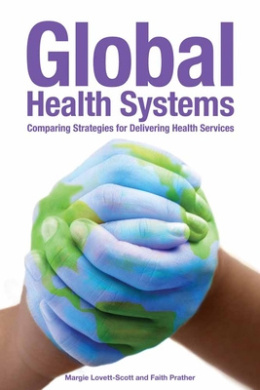 Global
Health Systems
Comparing Strategies for Delivering Health Services
Margie Lovett-Scott and Faith Prather